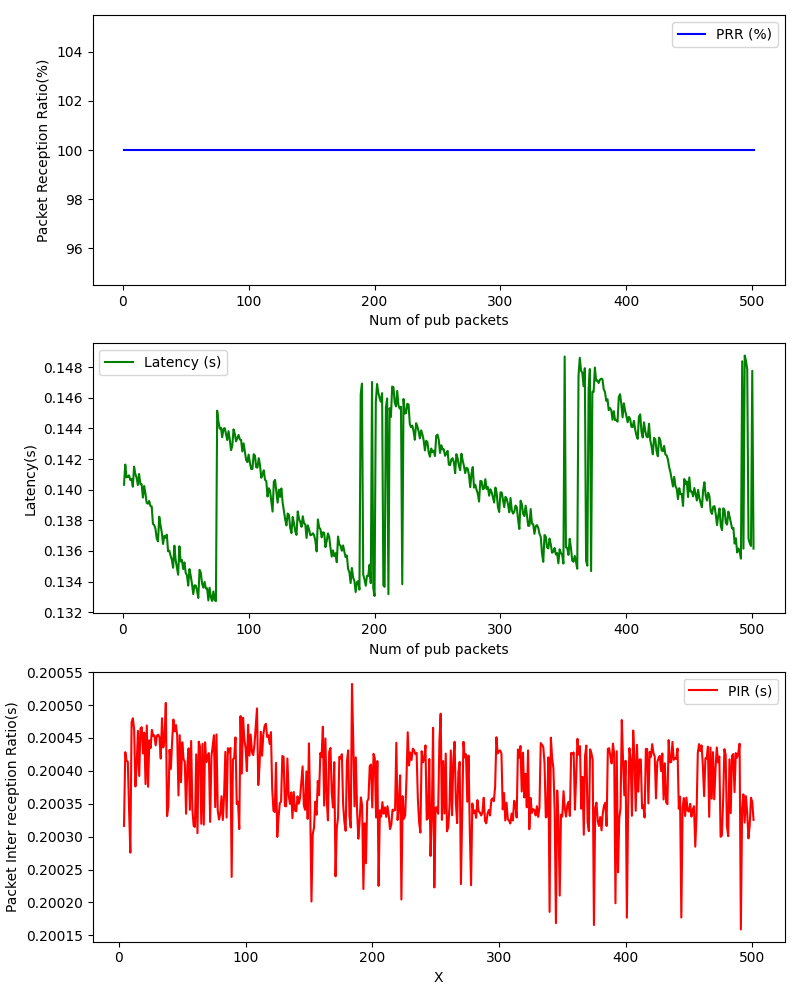 PRR (%)
104
102
100
98
96
Packet Reception Ratio(%)
0 100 200 300 400 500
Num of pub packets
Latency (s)
0.148
0.146
0.144
0.142
0.140
0.138
0.136
0.134
0.132
Latency(s)
0 100 200 300 400 500
Num of pub packets
PIR (s)
0.20055
0.20050
0.20045
0.20040
0.20035
0.20030
0.20025
0.20020
0.20015
Packet Inter reception Ratio(s)
0 100 200 300 400 500
X